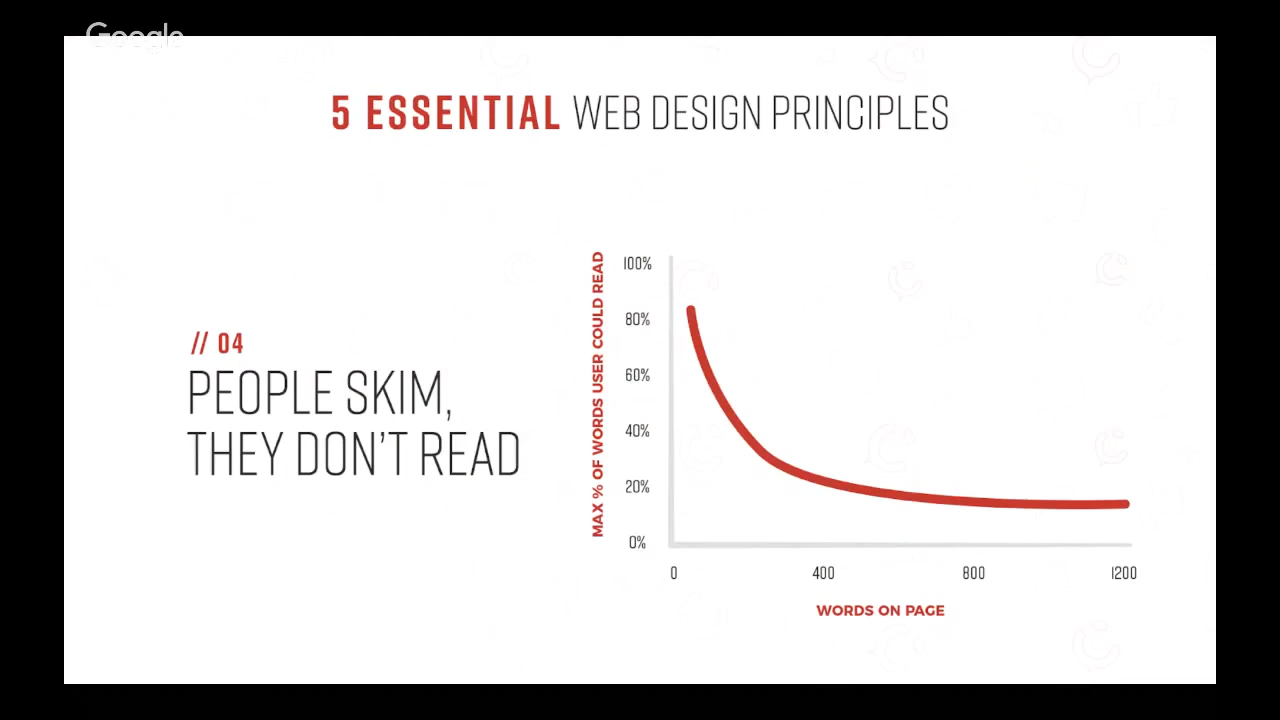 Google
5 ESSENTIAL WEB DESIGN PRINCIPLES
// 04
PEOPLE SKIM,
THEY DON'T READ
MAX % OF WORDS USER COULD READ
100%
80%
60%
40%
20%
0%
0 400 800 1200
WORDS ON PAGE